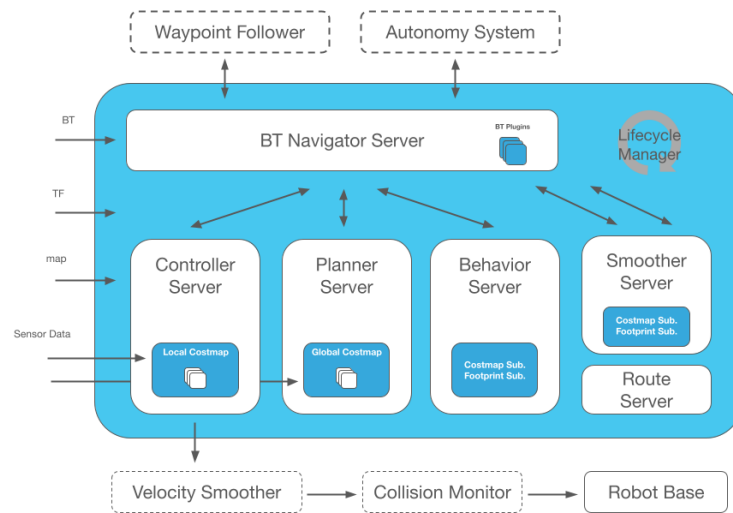 Waypoint Follower
Autonomy System
BT
BT Navigator Server
BT Plugins
Lifecycle
Manager
TF
map
Sensor Data
Controller
Server
Local Costmap
Planner
Server
Global Costmap
Behavior
Server
Costmap Sub.
Footprint Sub.
Smoother
Server
Costmap Sub.
Footprint Sub.
Route
Server
Velocity Smoother
Collision Monitor
Robot Base